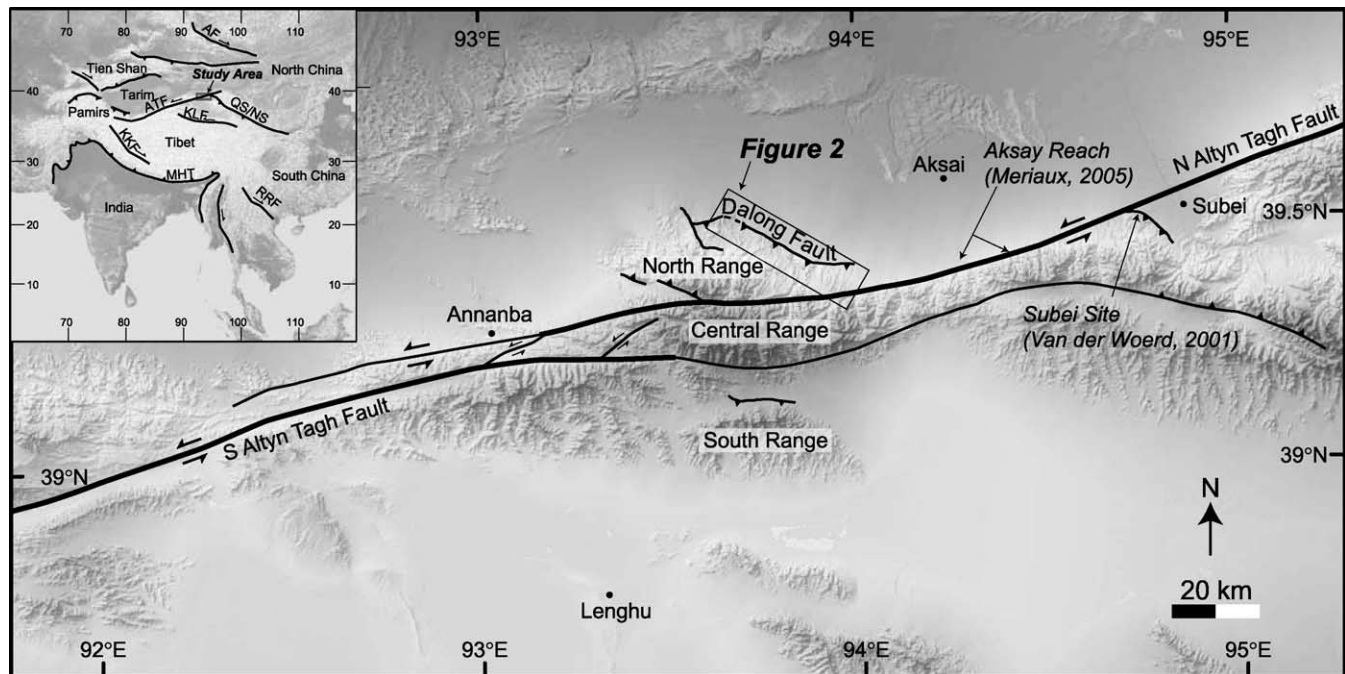 93°E
94°E
95°E
70
80
90
100
110
AF
Tien Shan
North China
Study Area
40
Tarim
ATF
QS/NS
40
Pamirs
KLF
KKF
Tibet
30
30
MHT
South China
RRF
India
20
20
10
10
70
80
90
100
110
N Altyn Tagh Fault
Figure 2
Aksai
Aksay Reach
(Meriaux, 2005)
Subei
39.5°N
Dalong Fault
North Range
Annanba
Central Range
Subei Site
(Van der Woerd, 2001)
S Altyn Tagh Fault
South Range
39°N
39°N
N
20 km
Lenghu
92°E
93°E
94°E
95°E